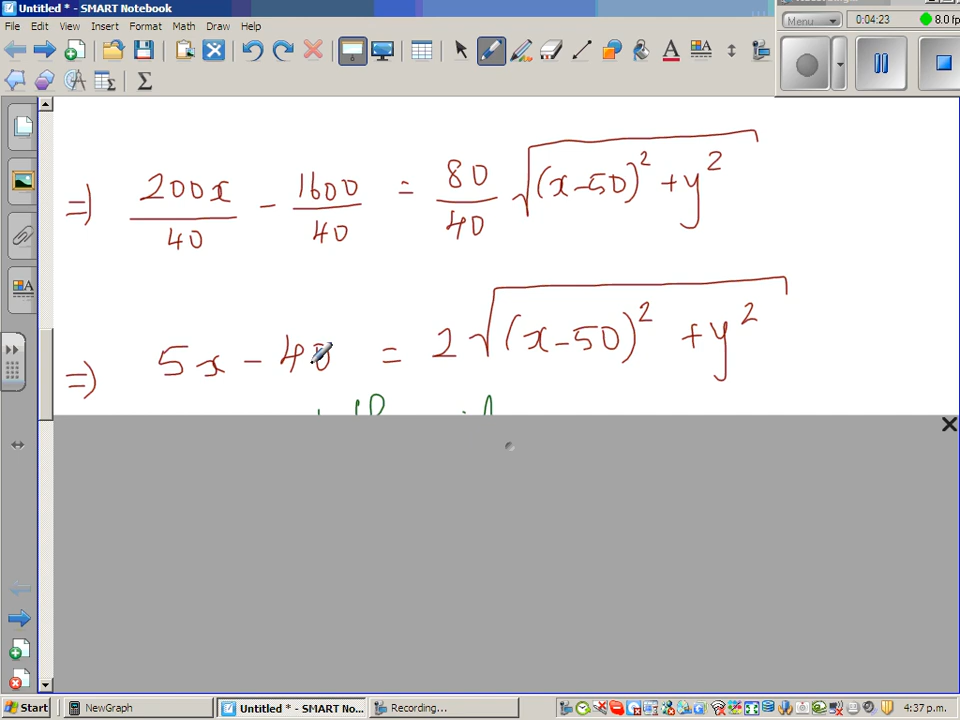 Untitled * - SMART Notebook
File Edit View Insert Format Math Draw Help
Menu
0:04:23
8.0 f
⇒ 200x/40 - 1600/40 = 80/40 √((x-50)² + y²)
⇒ 5x - 40 = 2√((x-50)² + y²)
Start
NewGraph
Untitled * - SMART No...
Recording...
4:37 p.m.